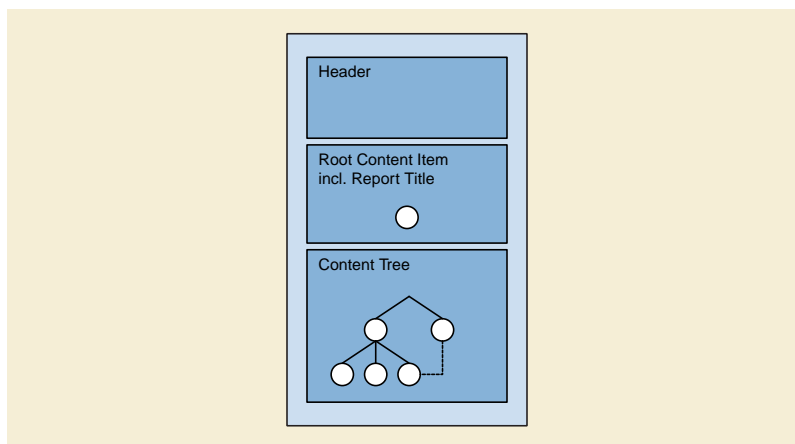 Header
Root Content Item
incl. Report Title
Content Tree